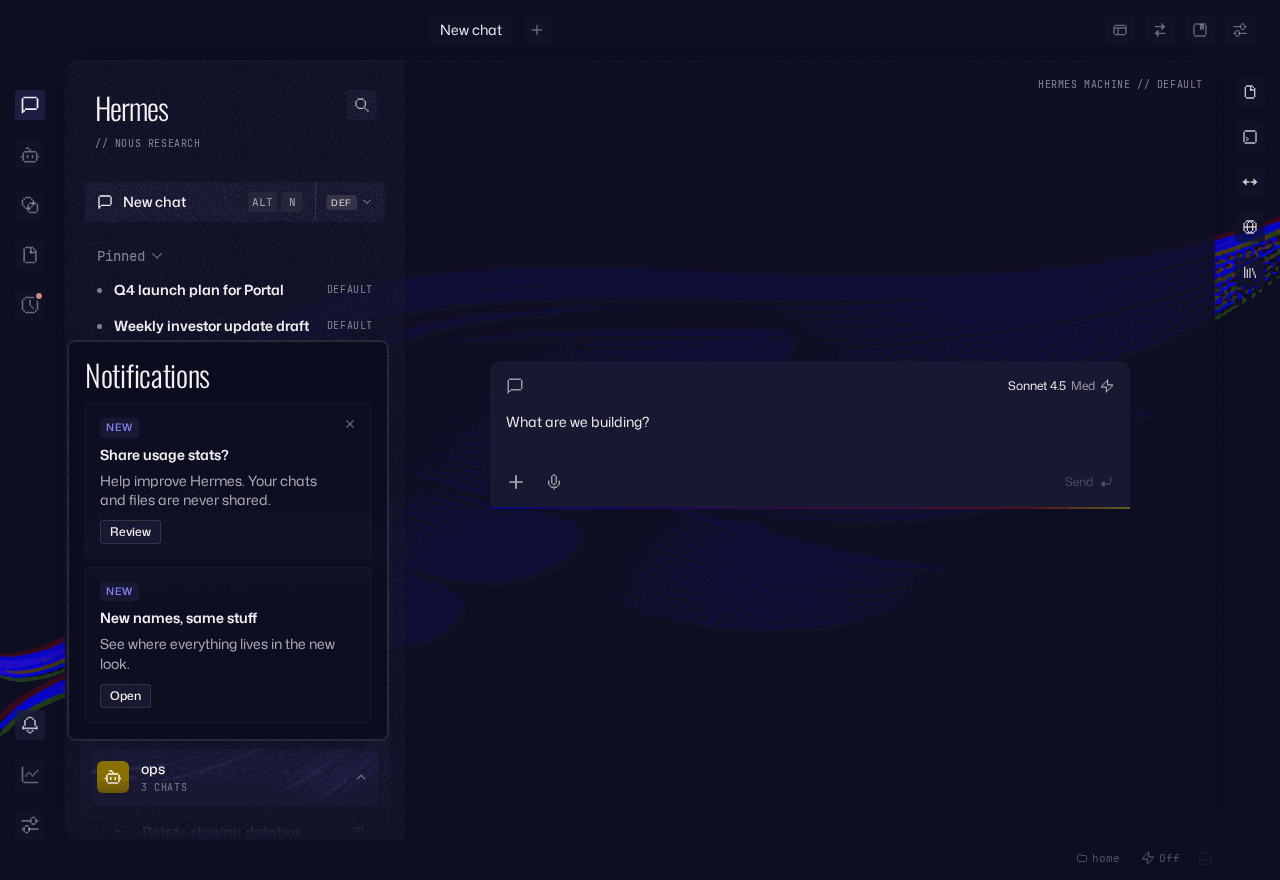 New chat
HERMES MACHINE // DEFAULT
Hermes
// NOUS RESEARCH
New chat ALT N DEF
Pinned
Q4 launch plan for Portal DEFAULT
Weekly investor update draft DEFAULT
Notifications
NEW
Share usage stats?
Help improve Hermes. Your chats
and files are never shared.
Review
NEW
New names, same stuff
See where everything lives in the new
look.
Open
ops
3 CHATS
Rotate staging databas...
Sonnet 4.5 Med
What are we building?
Send
home Off